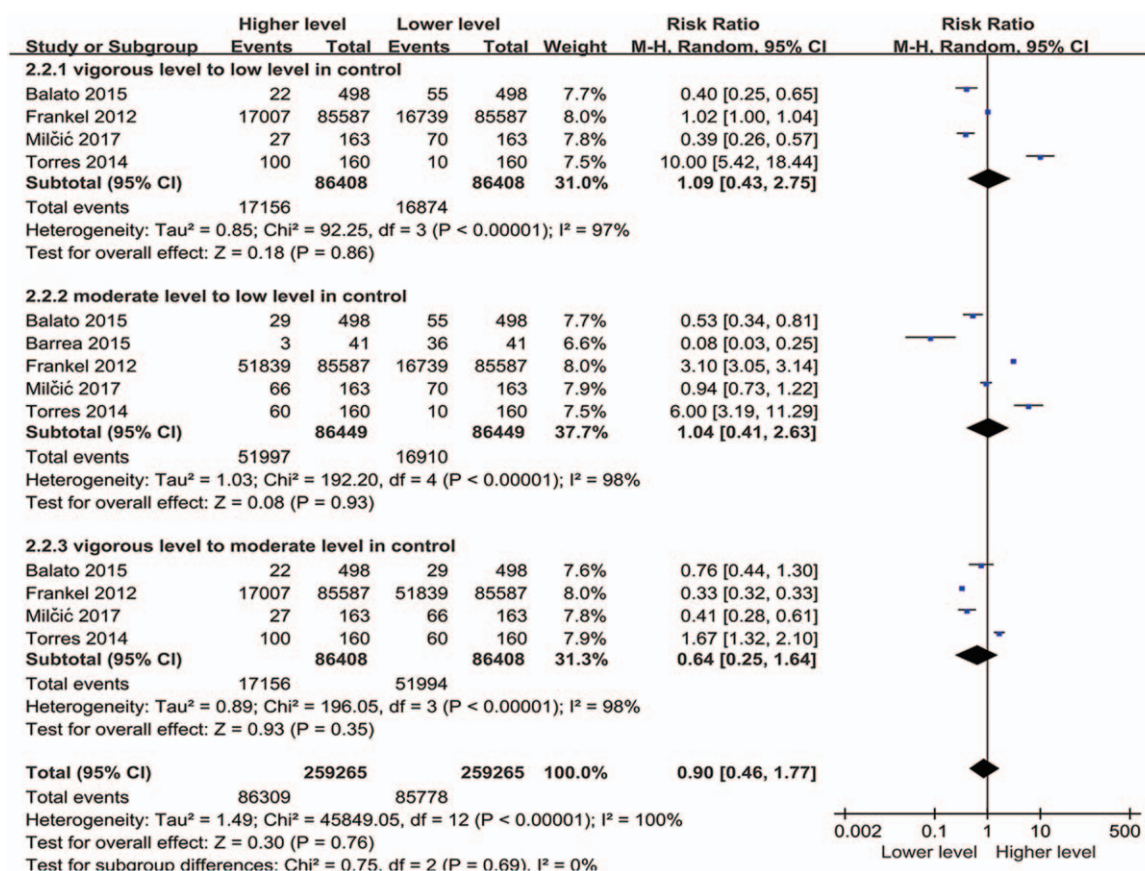 Higher level Lower level Risk Ratio Risk Ratio
Study or Subgroup Events Total Events Total Weight M-H. Random. 95% CI M-H. Random. 95% CI
2.2.1 vigorous level to low level in control
Balato 2015 22 498 55 498 7.7% 0.40 [0.25, 0.65]
Frankel 2012 17007 85587 16739 85587 8.0% 1.02 [1.00, 1.04]
Milčić 2017 27 163 70 163 7.8% 0.39 [0.26, 0.57]
Torres 2014 100 160 10 160 7.5% 10.00 [5.42, 18.44]
Subtotal (95% CI) 86408 86408 31.0% 1.09 [0.43, 2.75]
Total events 17156 16874
Heterogeneity: Tau² = 0.85; Chi² = 92.25, df = 3 (P < 0.00001); I² = 97%
Test for overall effect: Z = 0.18 (P = 0.86)
2.2.2 moderate level to low level in control
Balato 2015 29 498 55 498 7.7% 0.53 [0.34, 0.81]
Barrea 2015 3 41 36 41 6.6% 0.08 [0.03, 0.25]
Frankel 2012 51839 85587 16739 85587 8.0% 3.10 [3.05, 3.14]
Milčić 2017 66 163 70 163 7.9% 0.94 [0.73, 1.22]
Torres 2014 60 160 10 160 7.5% 6.00 [3.19, 11.29]
Subtotal (95% CI) 86449 86449 37.7% 1.04 [0.41, 2.63]
Total events 51997 16910
Heterogeneity: Tau² = 1.03; Chi² = 192.20, df = 4 (P < 0.00001); I² = 98%
Test for overall effect: Z = 0.08 (P = 0.93)
2.2.3 vigorous level to moderate level in control
Balato 2015 22 498 29 498 7.6% 0.76 [0.44, 1.30]
Frankel 2012 17007 85587 51839 85587 8.0% 0.33 [0.32, 0.33]
Milčić 2017 27 163 66 163 7.8% 0.41 [0.28, 0.61]
Torres 2014 100 160 60 160 7.9% 1.67 [1.32, 2.10]
Subtotal (95% CI) 86408 86408 31.3% 0.64 [0.25, 1.64]
Total events 17156 51994
Heterogeneity: Tau² = 0.89; Chi² = 196.05, df = 3 (P < 0.00001); I² = 98%
Test for overall effect: Z = 0.93 (P = 0.35)
Total (95% CI) 259265 259265 100.0% 0.90 [0.46, 1.77]
Total events 86309 85778
Heterogeneity: Tau² = 1.49; Chi² = 45849.05, df = 12 (P < 0.00001); I² = 100%
Test for overall effect: Z = 0.30 (P = 0.76)
Test for subgroup differences: Chi² = 0.75, df = 2 (P = 0.69), I² = 0%
0.002 0.1 1 10 500
Lower level Higher level